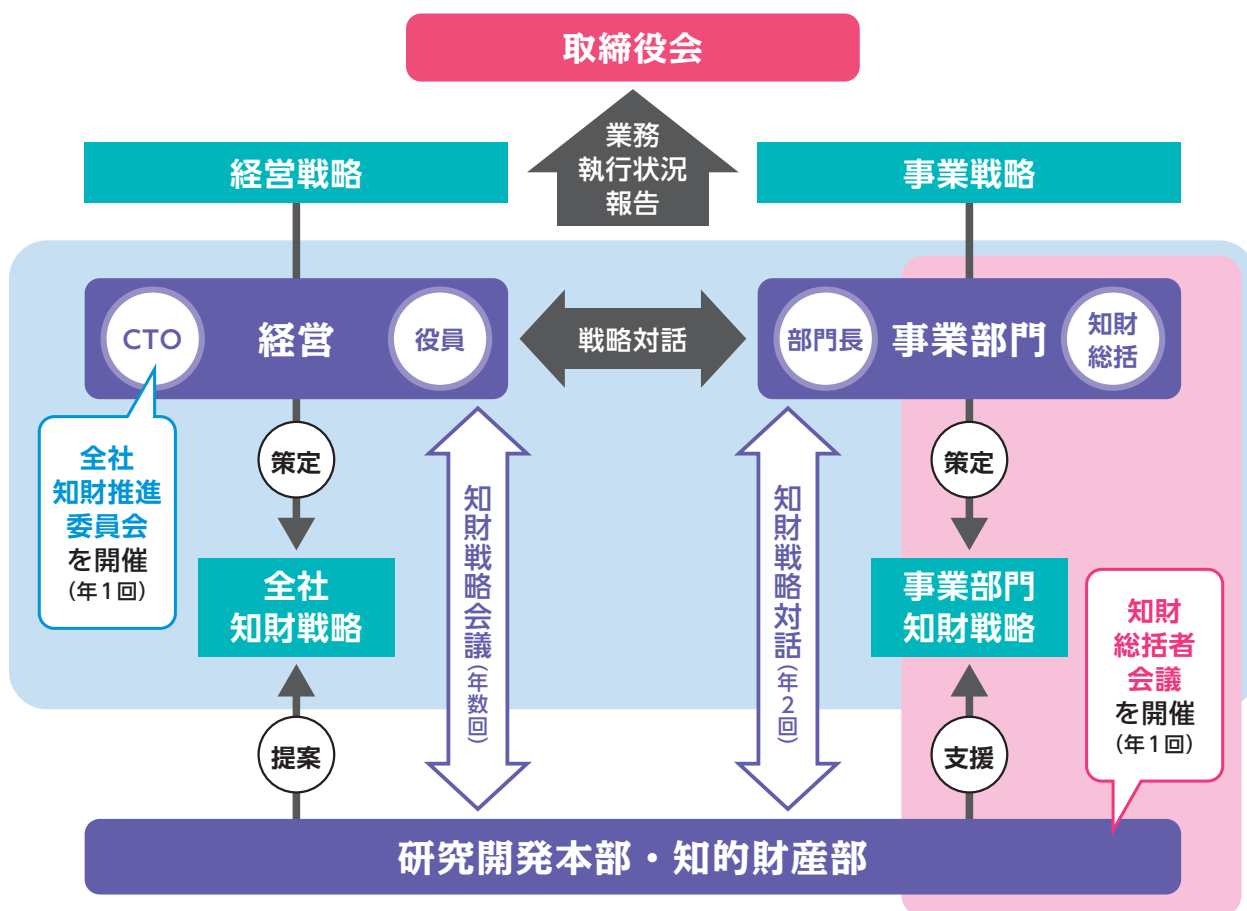 取締役会
業務
執行状況
報告
経営戦略
事業戦略
CTO
経営
役員
戦略対話
部門長
事業部門
知財
総括
全社
知財推進
委員会
を開催
(年1回)
策定
知財戦略会議(年数回)
知財戦略対話(年2回)
策定
全社
知財戦略
事業部門
知財戦略
知財
総括者
会議
を開催
(年1回)
提案
支援
研究開発本部・知的財産部